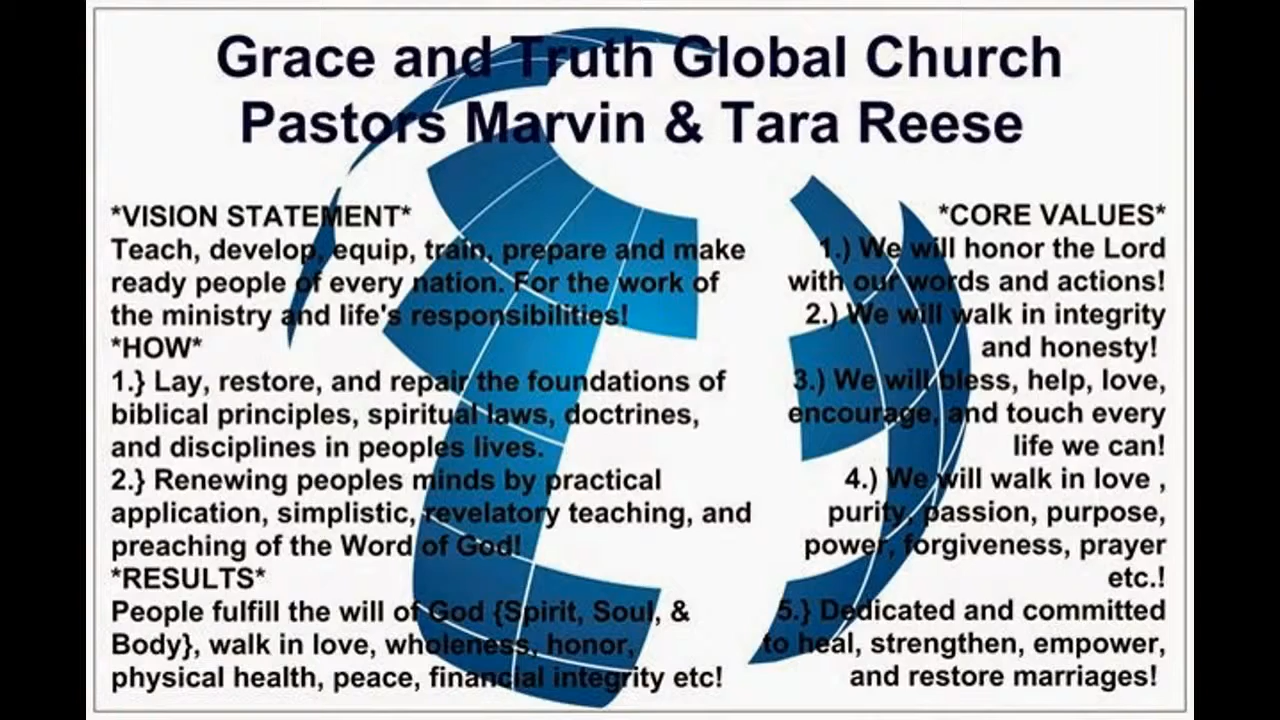 Grace and Truth Global Church
Pastors Marvin & Tara Reese
*VISION STATEMENT*
Teach, develop, equip, train, prepare and make
ready people of every nation. For the work of
the ministry and life's responsibilities!
*HOW*
1.} Lay, restore, and repair the foundations of
biblical principles, spiritual laws, doctrines,
and disciplines in peoples lives.
2.} Renewing peoples minds by practical
application, simplistic, revelatory teaching, and
preaching of the Word of God!
*RESULTS*
People fulfill the will of God {Spirit, Soul, &
Body}, walk in love, wholeness, honor,
physical health, peace, financial integrity etc!
*CORE VALUES*
1.) We will honor the Lord
with our words and actions!
2.) We will walk in integrity
and honesty!
3.) We will bless, help, love,
encourage, and touch every
life we can!
4.) We will walk in love ,
purity, passion, purpose,
power, forgiveness, prayer
etc.!
5.} Dedicated and committed
to heal, strengthen, empower,
and restore marriages!